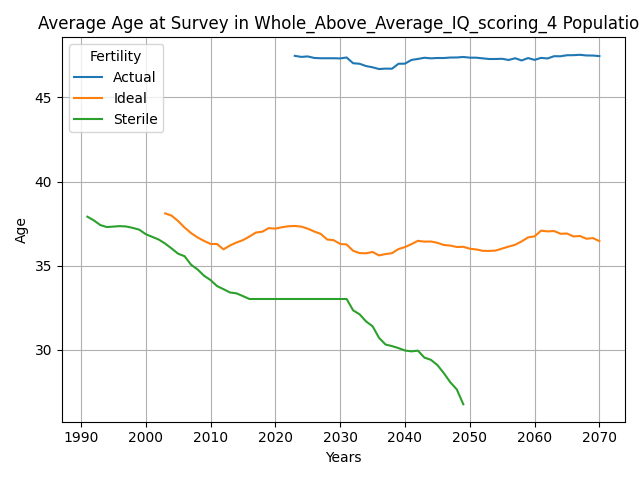 Average Age at Survey in Whole_Above_Average_IQ_scoring_4 Populatio
Fertility
Actual
Ideal
Sterile
45
40
35
30
Age
1990 2000 2010 2020 2030 2040 2050 2060 2070
Years